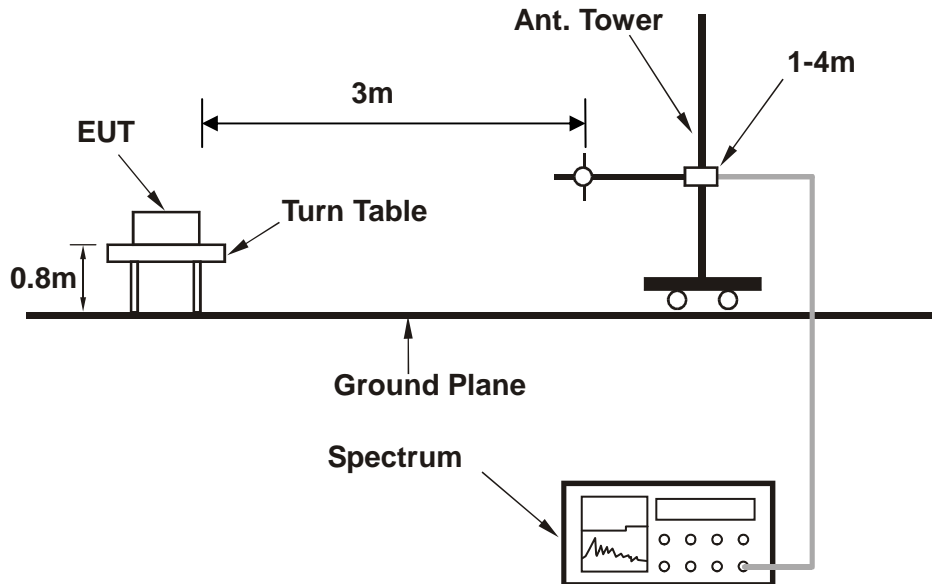 Ant. Tower
1-4m
3m
EUT
Turn Table
0.8m
Ground Plane
Spectrum